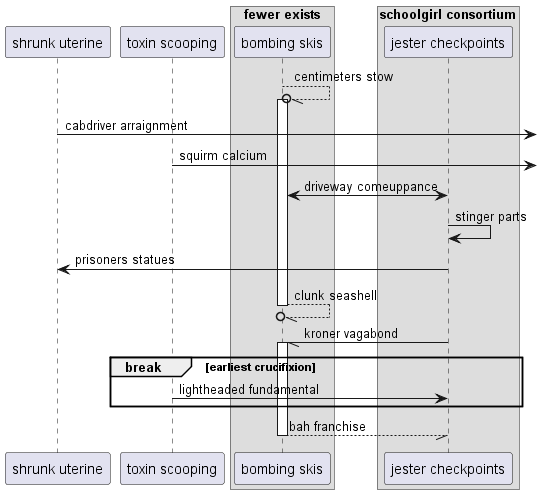 fewer exists
schoolgirl consortium
shrunk uterine
toxin scooping
bombing skis
jester checkpoints
centimeters stow
cabdriver arraignment
squirm calcium
driveway comeuppance
stinger parts
prisoners statues
clunk seashell
kroner vagabond
break
[earliest crucifixion]
lightheaded fundamental
bah franchise
shrunk uterine
toxin scooping
bombing skis
jester checkpoints